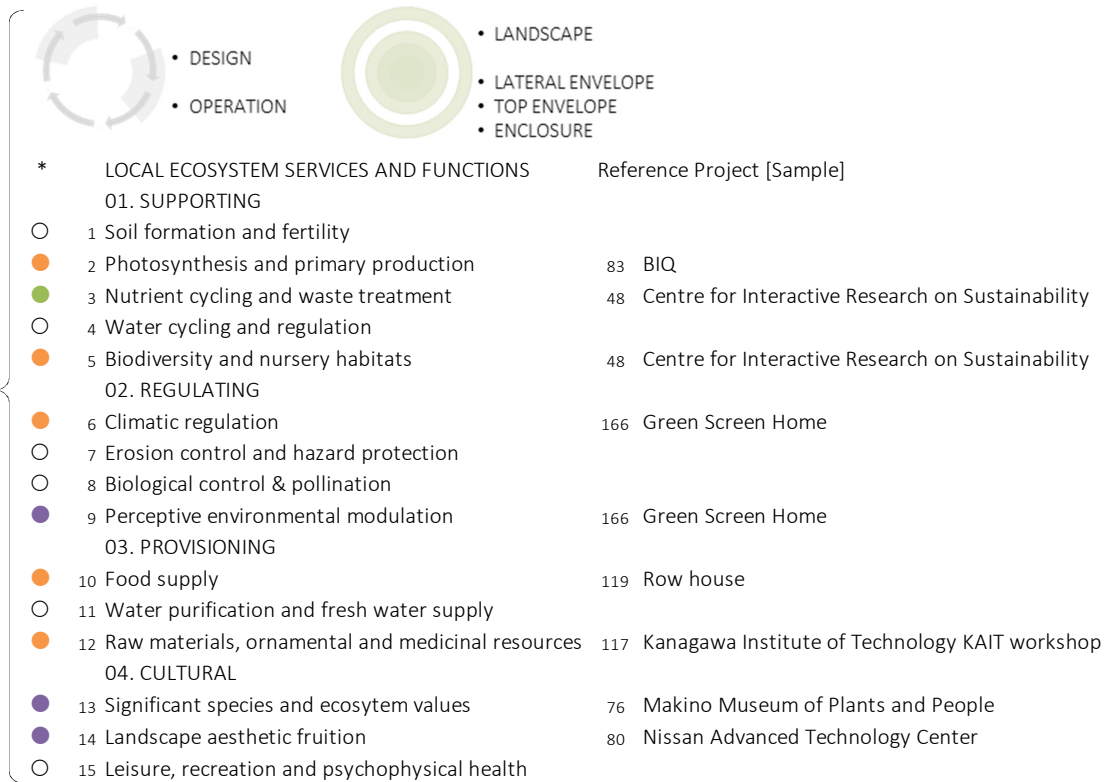 • DESIGN
• OPERATION
• LANDSCAPE
• LATERAL ENVELOPE
• TOP ENVELOPE
• ENCLOSURE
* LOCAL ECOSYSTEM SERVICES AND FUNCTIONS Reference Project [Sample]
01. SUPPORTING
1 Soil formation and fertility
2 Photosynthesis and primary production 83 BIQ
3 Nutrient cycling and waste treatment 48 Centre for Interactive Research on Sustainability
4 Water cycling and regulation
5 Biodiversity and nursery habitats 48 Centre for Interactive Research on Sustainability
02. REGULATING
6 Climatic regulation 166 Green Screen Home
7 Erosion control and hazard protection
8 Biological control & pollination
9 Perceptive environmental modulation 166 Green Screen Home
03. PROVISIONING
10 Food supply 119 Row house
11 Water purification and fresh water supply
12 Raw materials, ornamental and medicinal resources 117 Kanagawa Institute of Technology KAIT workshop
04. CULTURAL
13 Significant species and ecosytem values 76 Makino Museum of Plants and People
14 Landscape aesthetic fruition 80 Nissan Advanced Technology Center
15 Leisure, recreation and psychophysical health